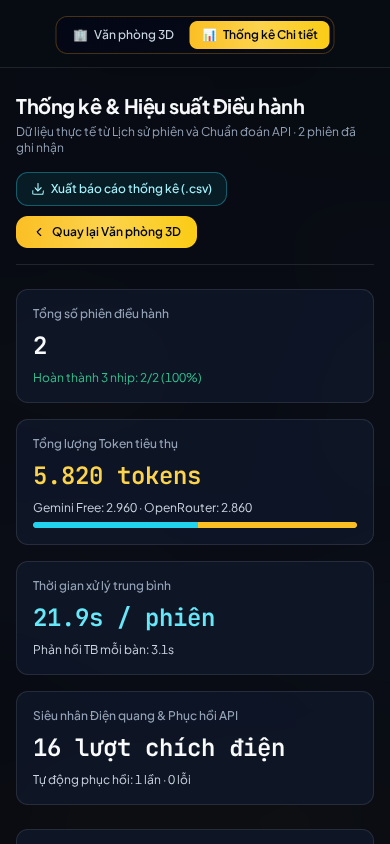 🏢 Văn phòng 3D 📊 Thống kê Chi tiết
Thống kê & Hiệu suất Điều hành
Dữ liệu thực tế từ Lịch sử phiên và Chuẩn đoán API · 2 phiên đã
ghi nhận
Xuất báo cáo thống kê (.csv)
Quay lại Văn phòng 3D
Tổng số phiên điều hành
2
Hoàn thành 3 nhịp: 2/2 (100%)
Tổng lượng Token tiêu thụ
5.820 tokens
Gemini Free: 2.960 · OpenRouter: 2.860
Thời gian xử lý trung bình
21.9s / phiên
Phản hồi TB mỗi bàn: 3.1s
Siêu nhân Điện quang & Phục hồi API
16 lượt chích điện
Tự động phục hồi: 1 lần · 0 lỗi